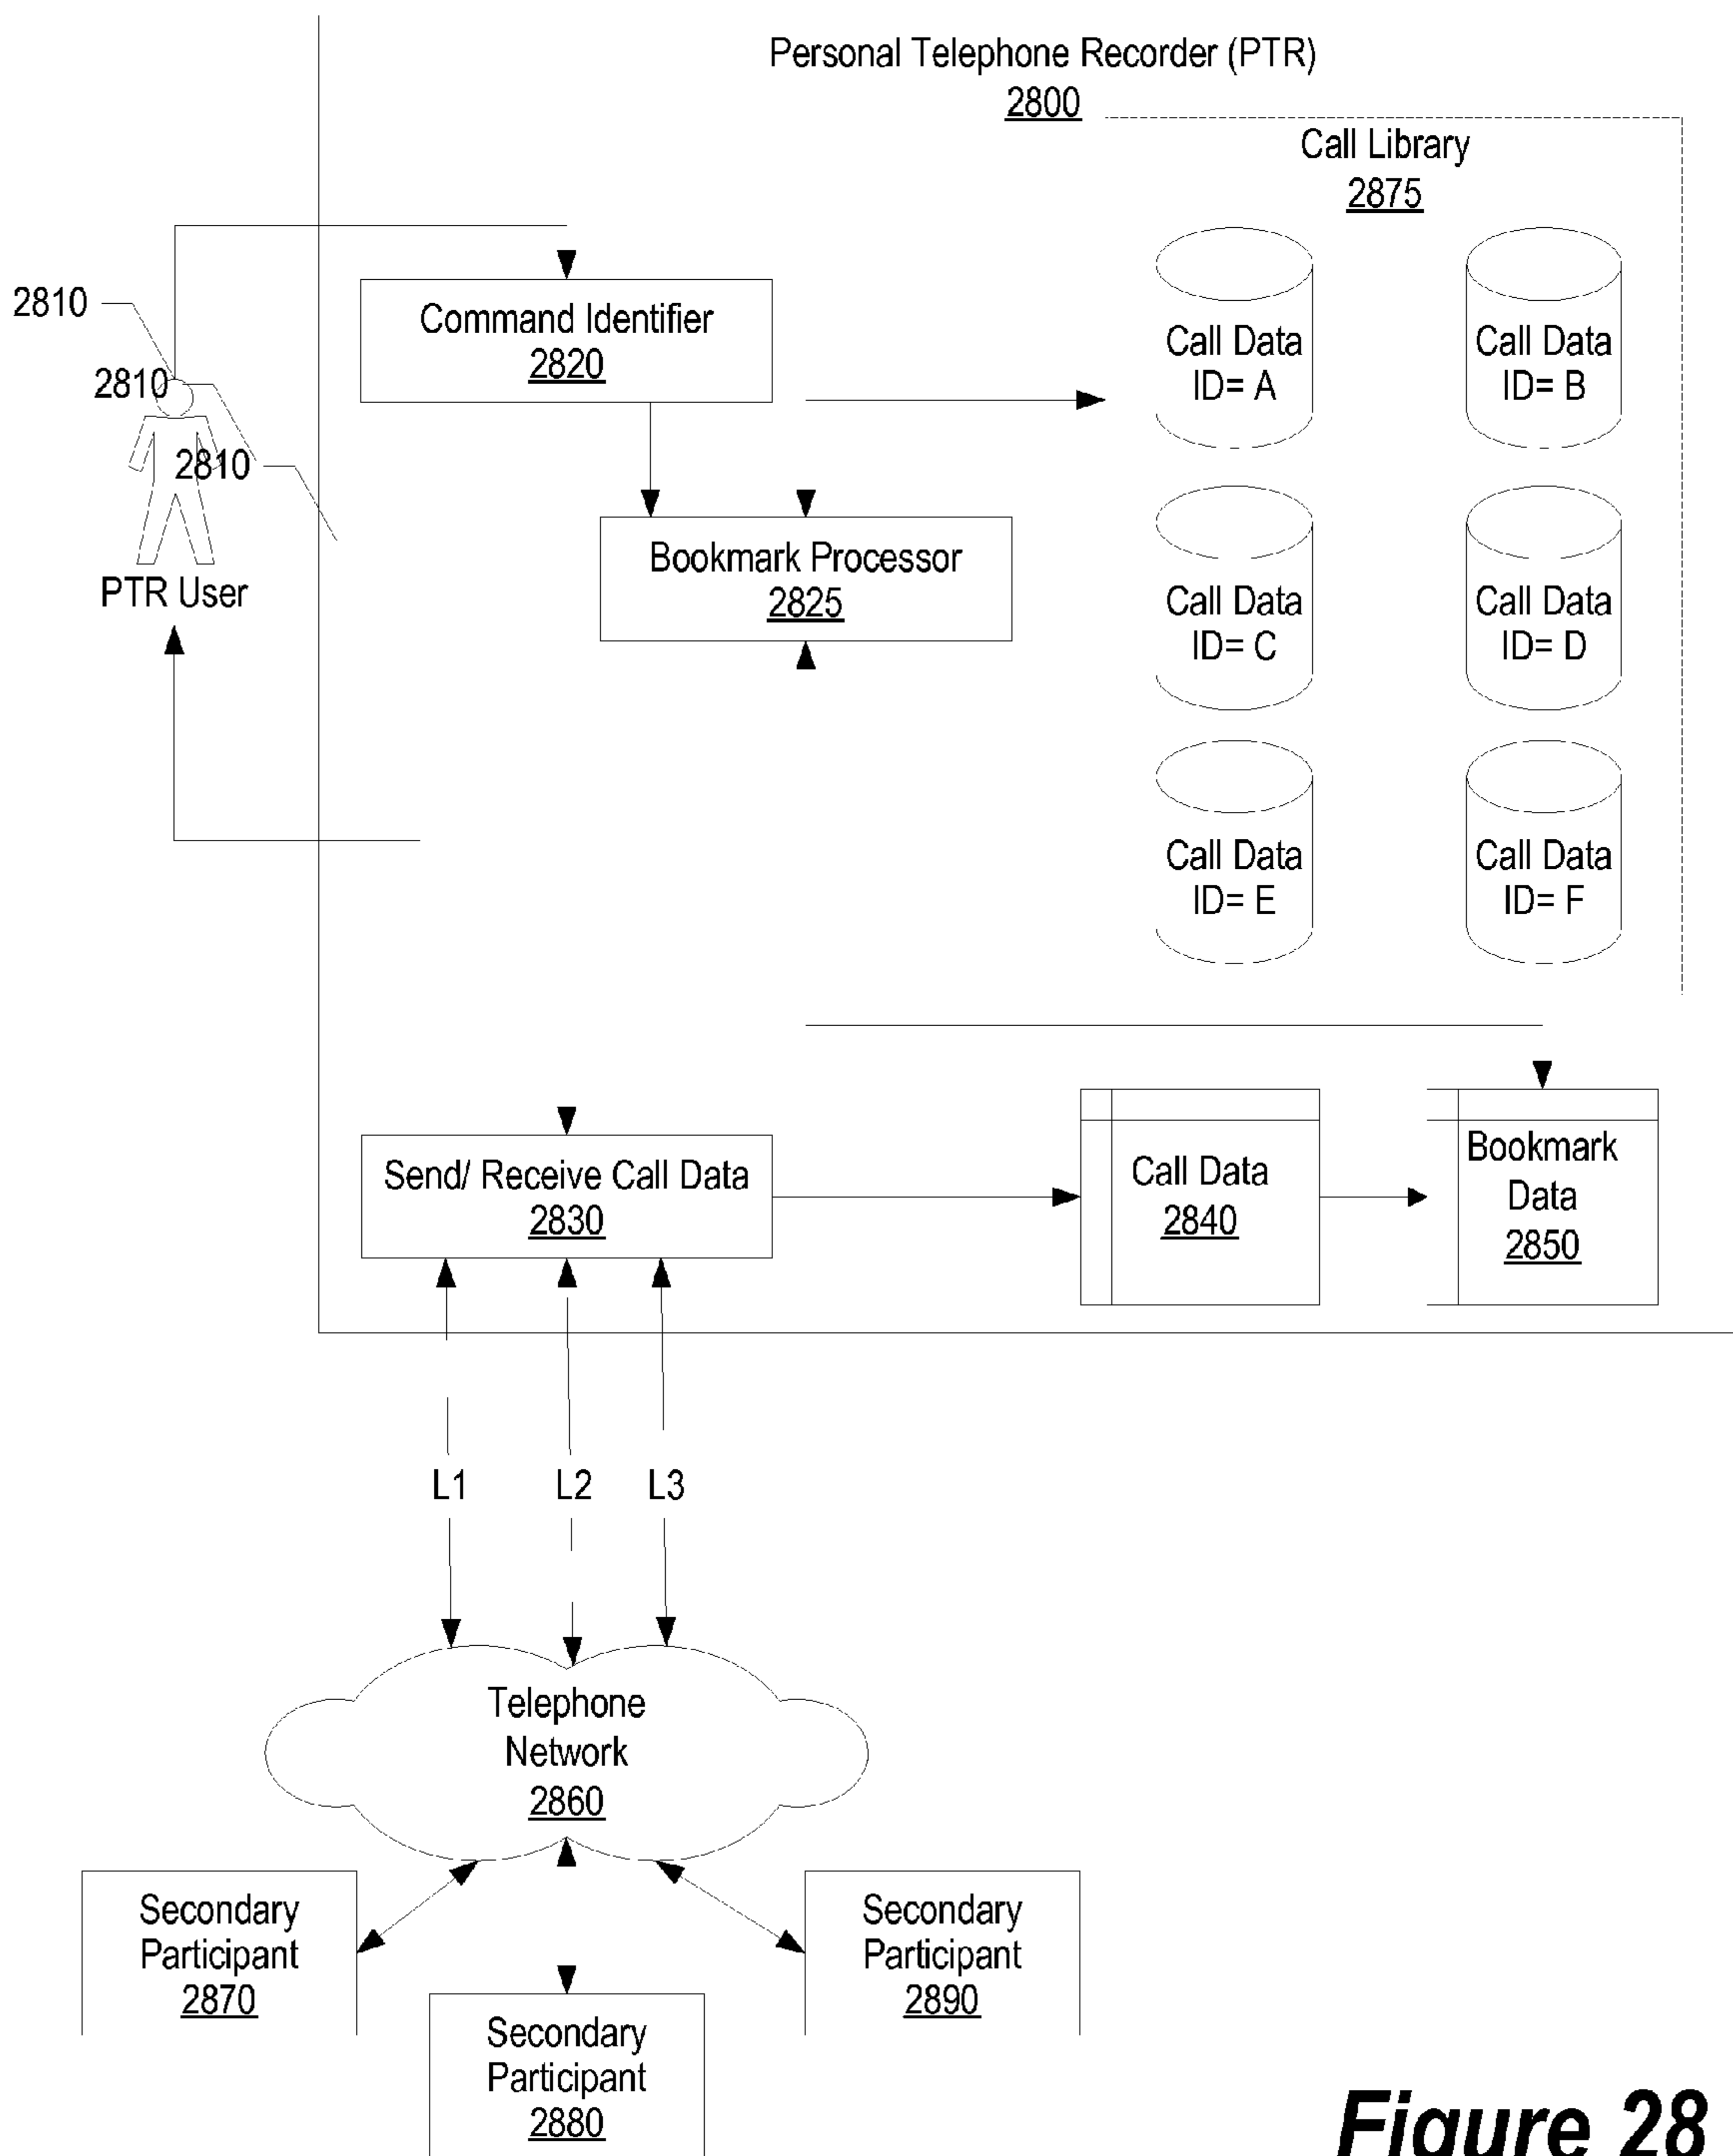 Personal Telephone Recorder (PTR)
2800
Call Library
2875
2810
2810
2810
PTR User
Command Identifier
2820
Bookmark Processor
2825
Call Data
ID= A
Call Data
ID= B
Call Data
ID= C
Call Data
ID= D
Call Data
ID= E
Call Data
ID= F
Send/ Receive Call Data
2830
Call Data
2840
Bookmark
Data
2850
L1
L2
L3
Telephone
Network
2860
Secondary
Participant
2870
Secondary
Participant
2880
Secondary
Participant
2890
Figure 28